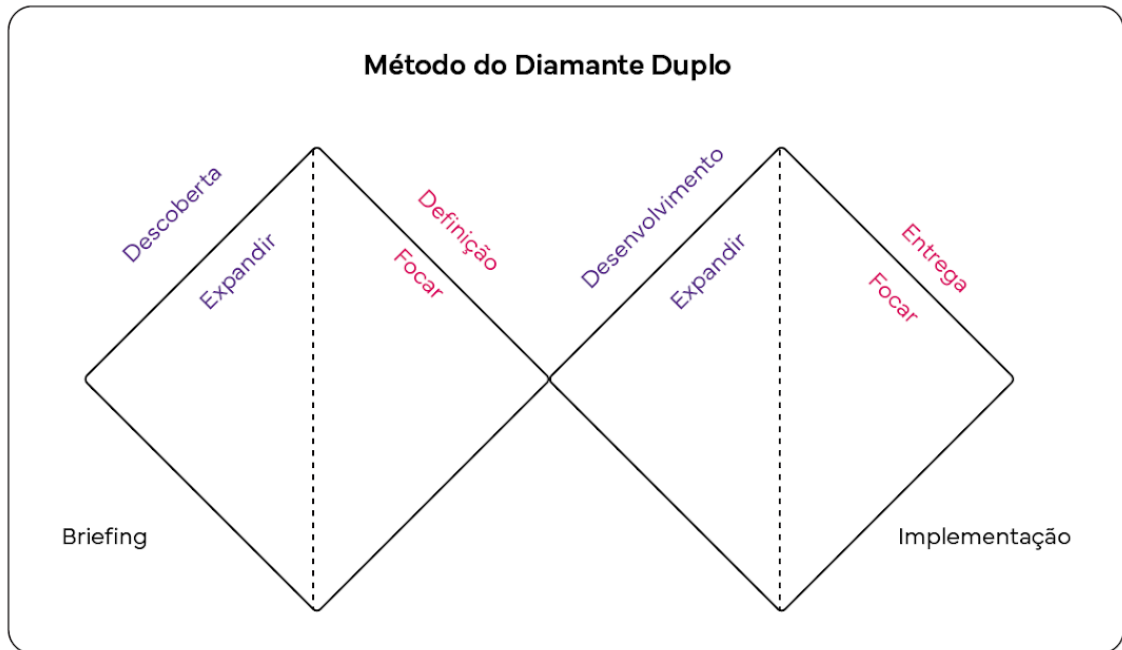 Método do Diamante Duplo
Descoberta
Expandir
Definição
Focar
Desenvolvimento
Expandir
Entrega
Focar
Briefing
Implementação